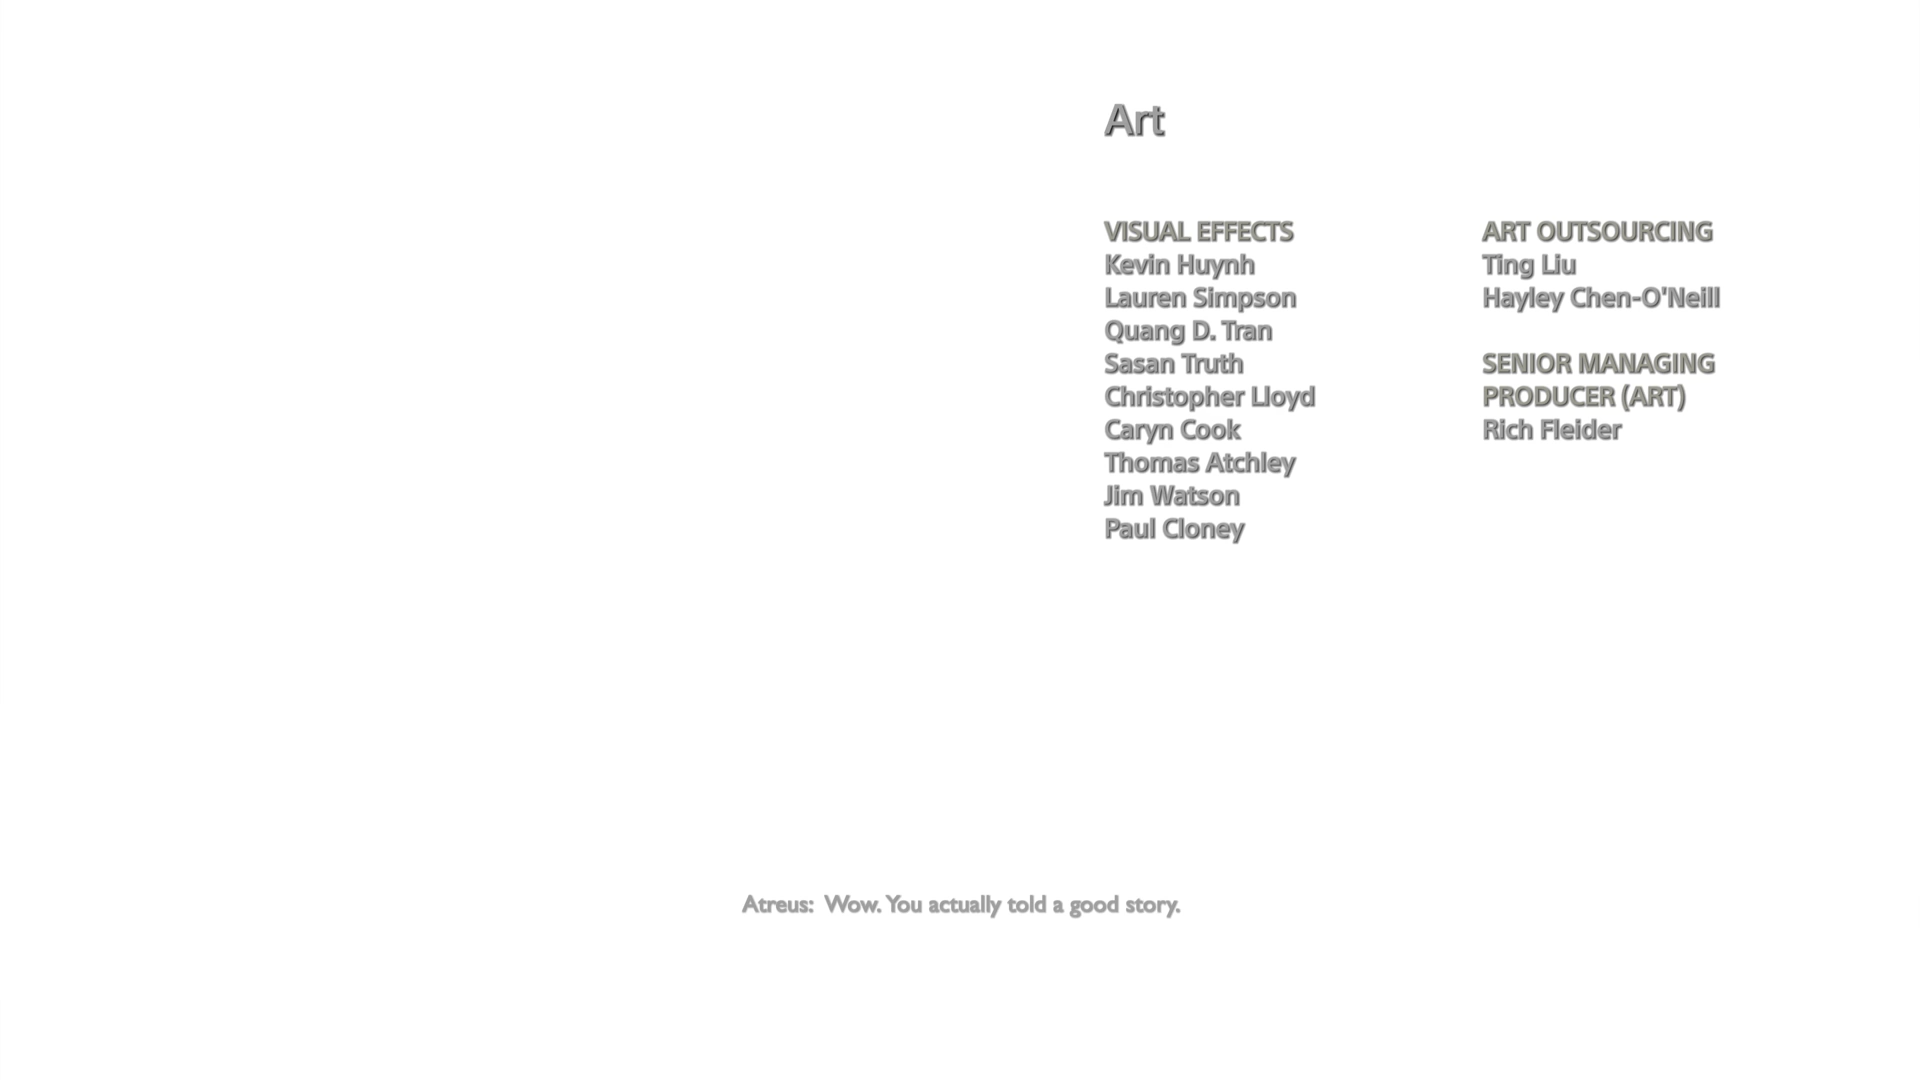 Art
VISUAL EFFECTS
Kevin Huynh
Lauren Simpson
Quang D. Tran
Sasan Truth
Christopher Lloyd
Caryn Cook
Thomas Atchley
Jim Watson
Paul Cloney
ART OUTSOURCING
Ting Liu
Hayley Chen-O'Neill
SENIOR MANAGING
PRODUCER (ART)
Rich Fleider
Atreus: Wow. You actually told a good story.